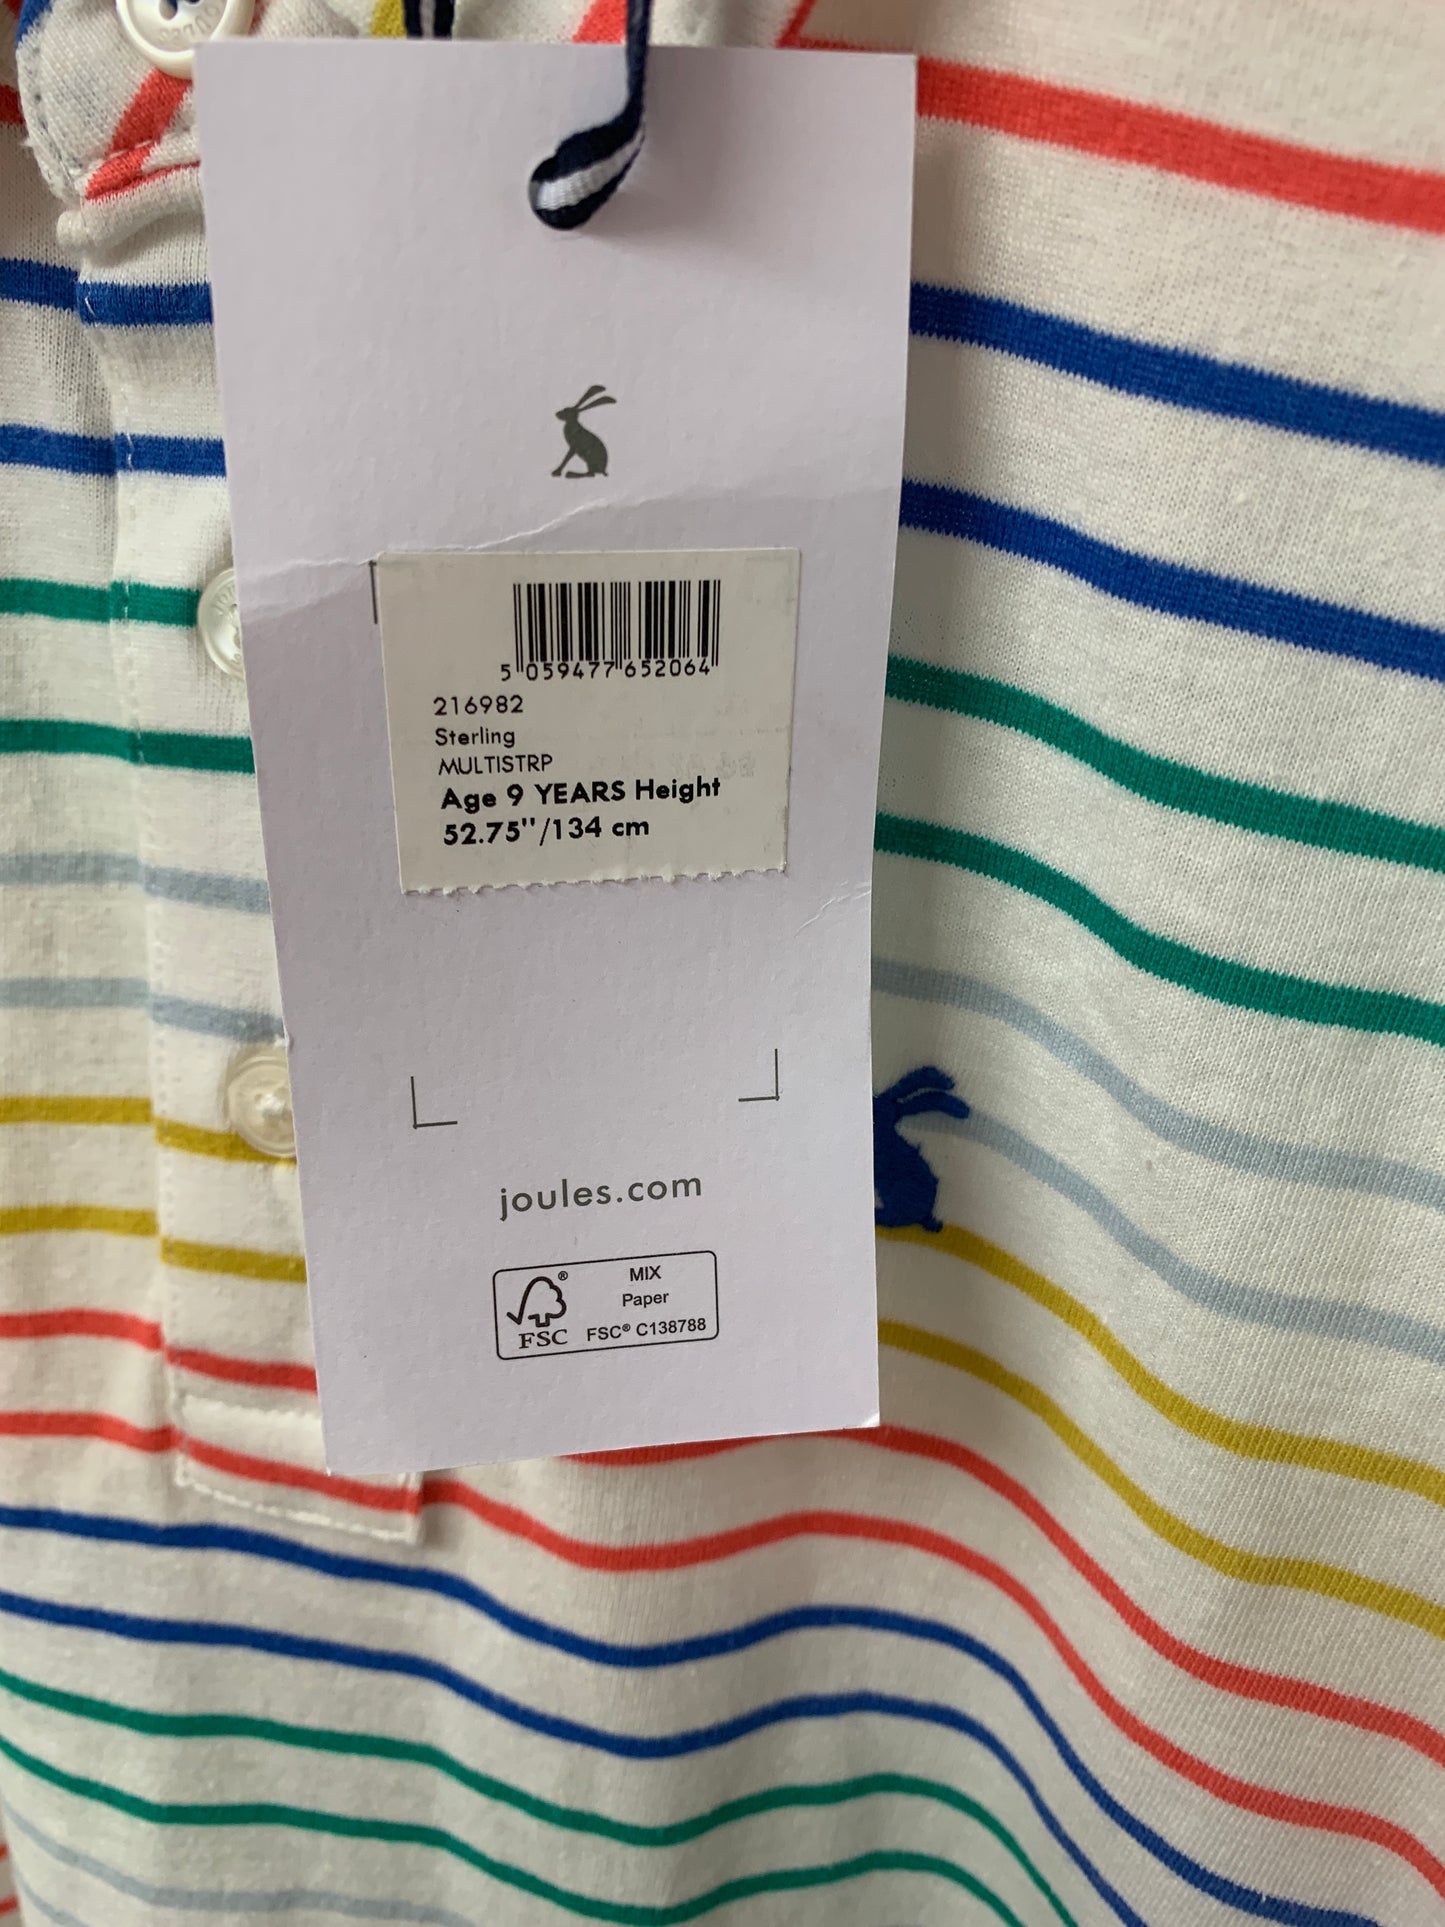 5 059477 652064
216982
Sterling
MULTISTRP
Age 9 YEARS Height
52.75"/134 cm
joules.com
MIX
Paper
FSC® C138788
® FSC